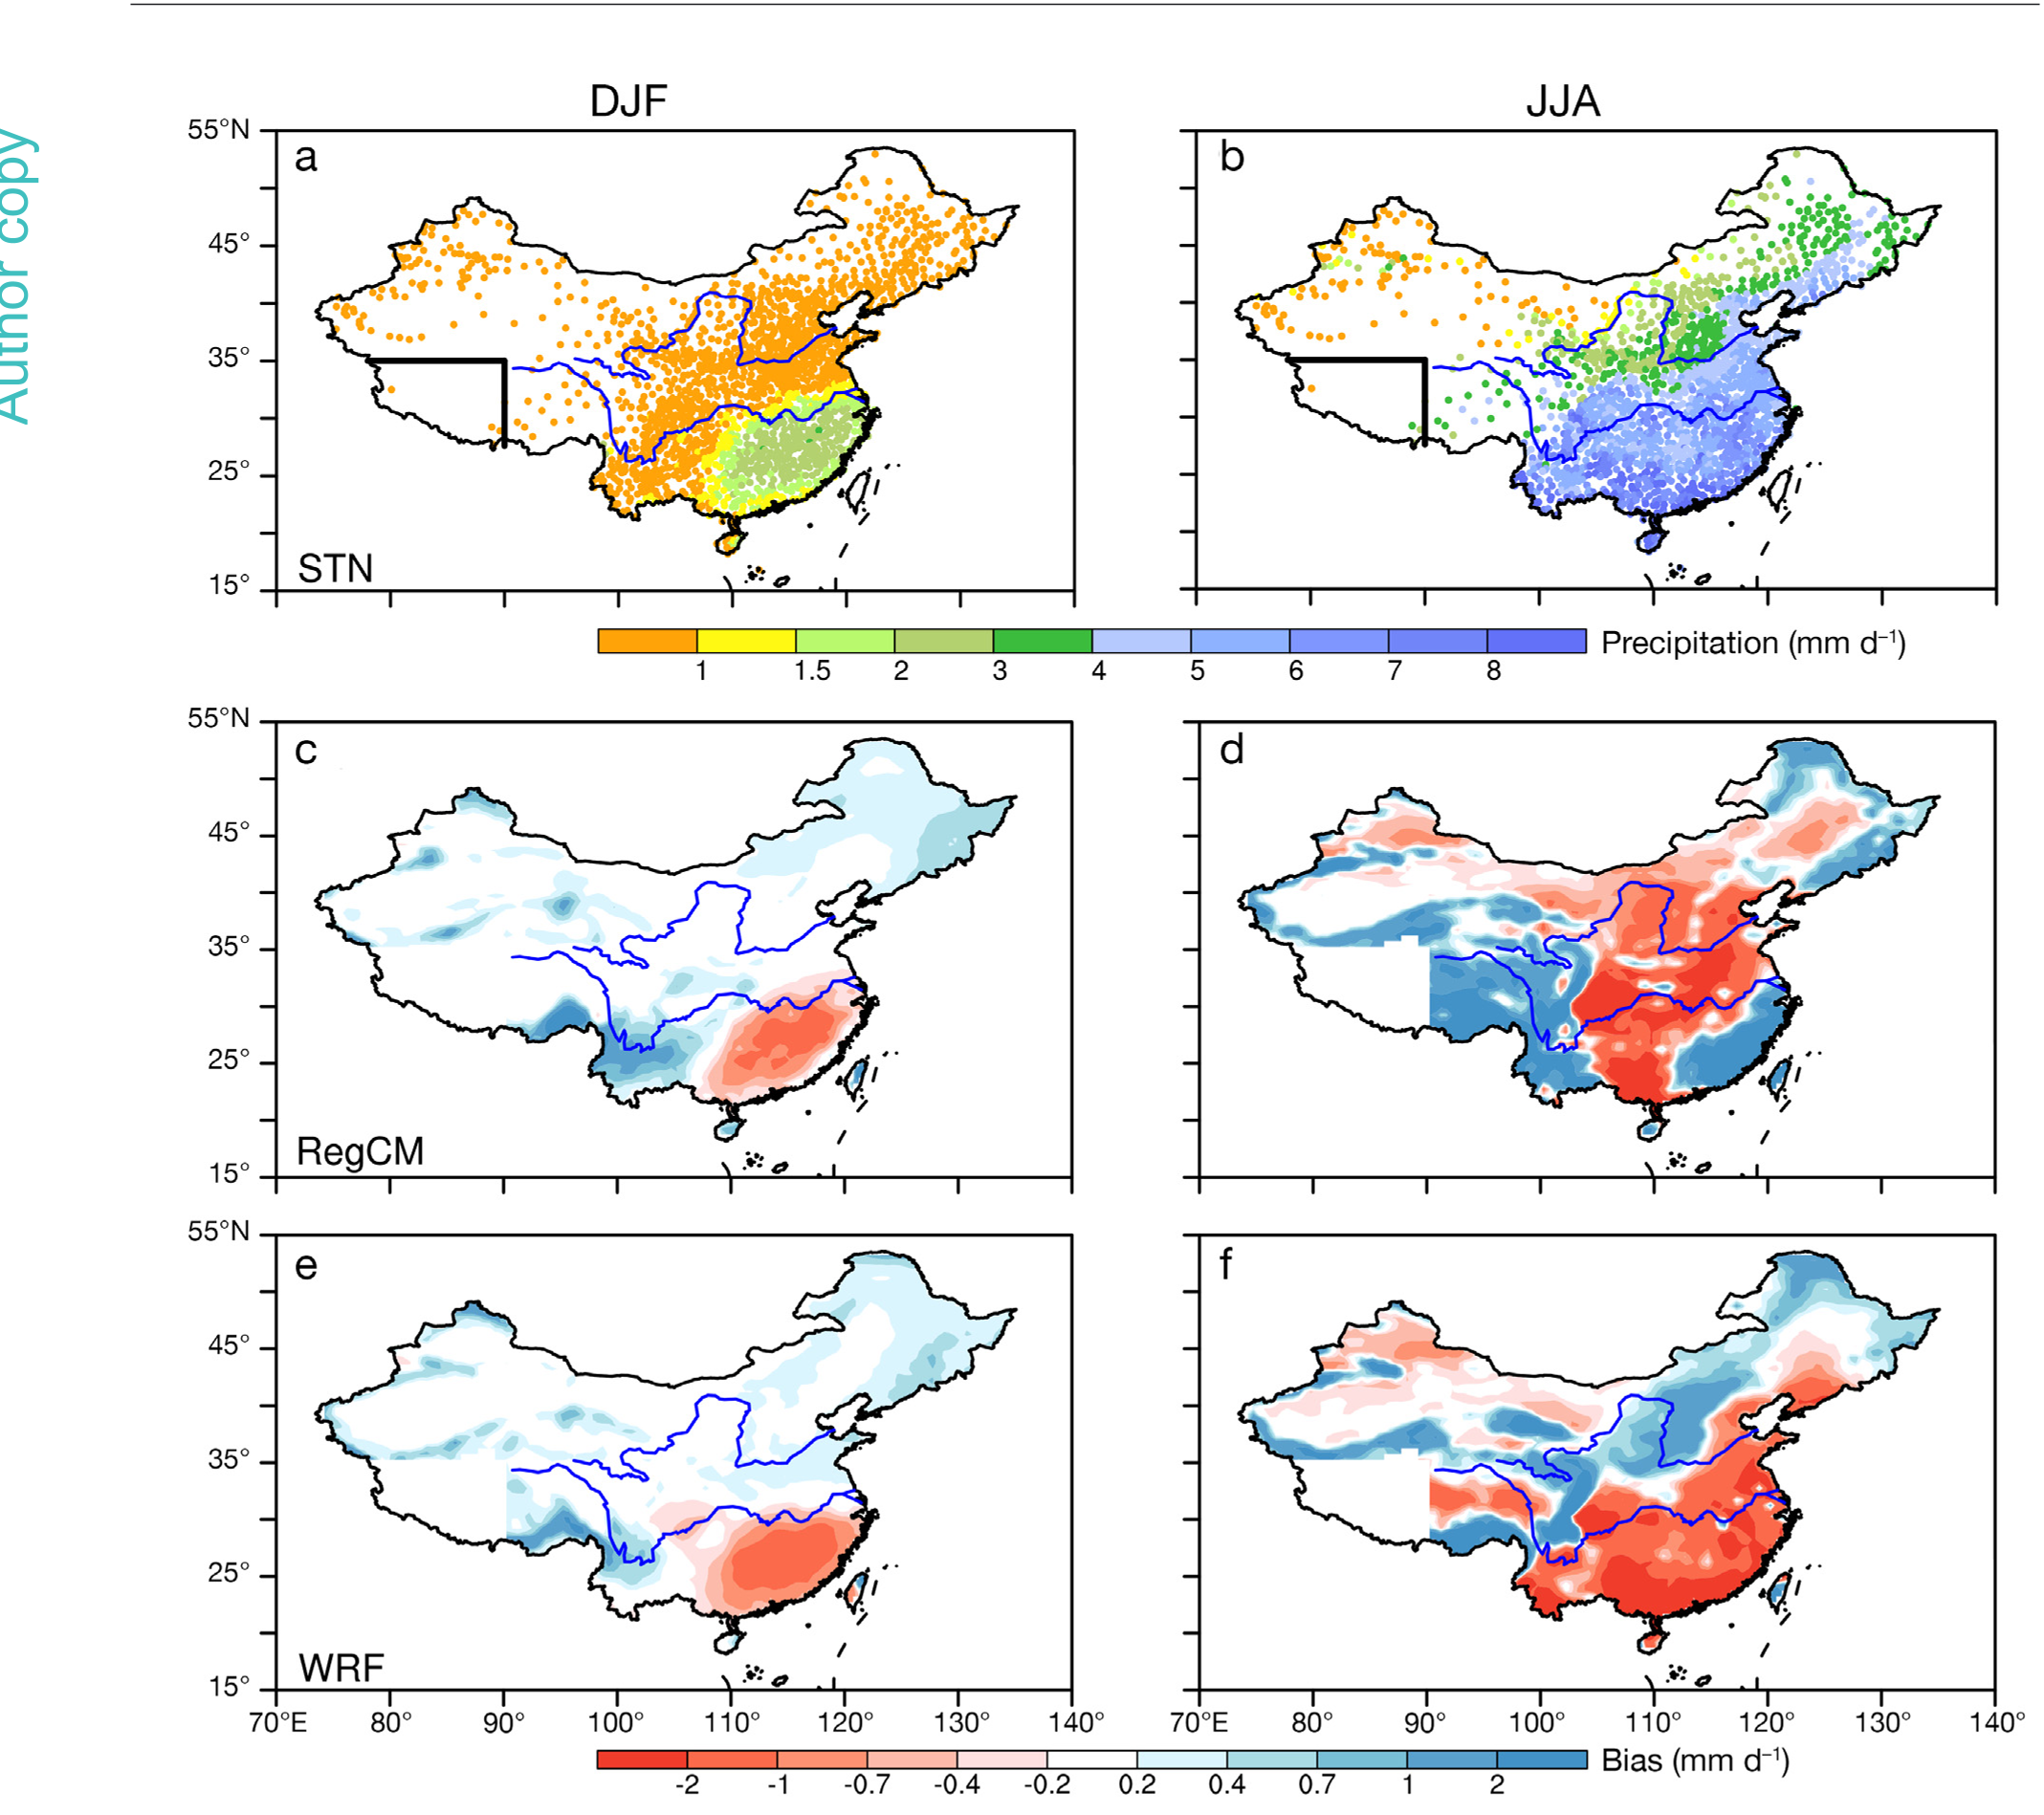 Author copy
DJF
JJA
55°N
45°
35°
25°
15°
a
STN
b
1 1.5 2 3 4 5 6 7 8
Precipitation (mm d⁻¹)
55°N
45°
35°
25°
15°
c
RegCM
d
55°N
45°
35°
25°
15°
e
WRF
f
70°E 80° 90° 100° 110° 120° 130° 140°
70°E 80° 90° 100° 110° 120° 130° 140°
-2 -1 -0.7 -0.4 -0.2 0.2 0.4 0.7 1 2
Bias (mm d⁻¹)